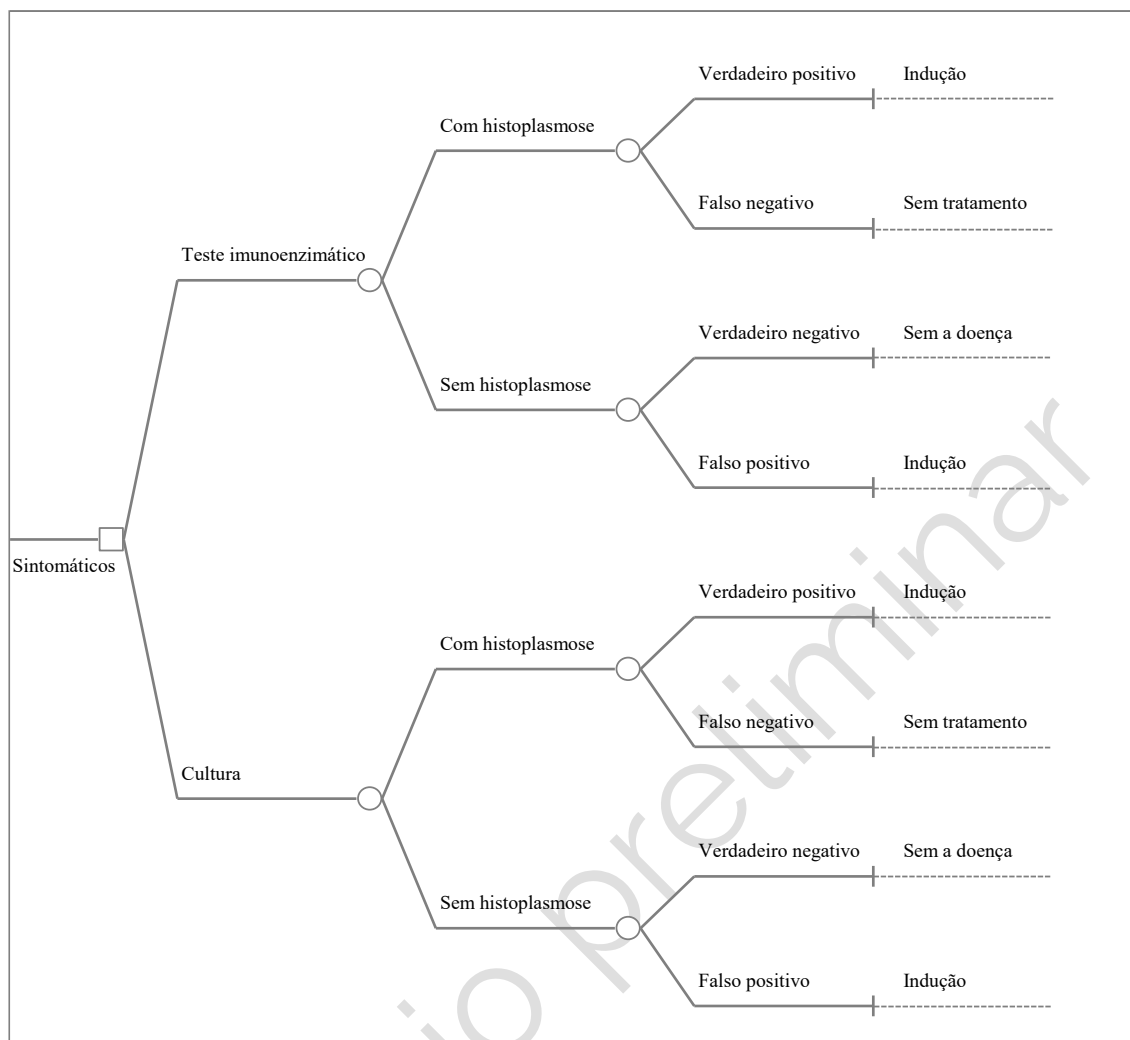 Verdadeiro positivo Indução
Com histoplasmose
Falso negativo Sem tratamento
Teste imunoenzimático
Verdadeiro negativo Sem a doença
Sem histoplasmose
Falso positivo Indução
Sintomáticos
Verdadeiro positivo Indução
Com histoplasmose
Falso negativo Sem tratamento
Cultura
Verdadeiro negativo Sem a doença
Sem histoplasmose
Falso positivo Indução
preliminar